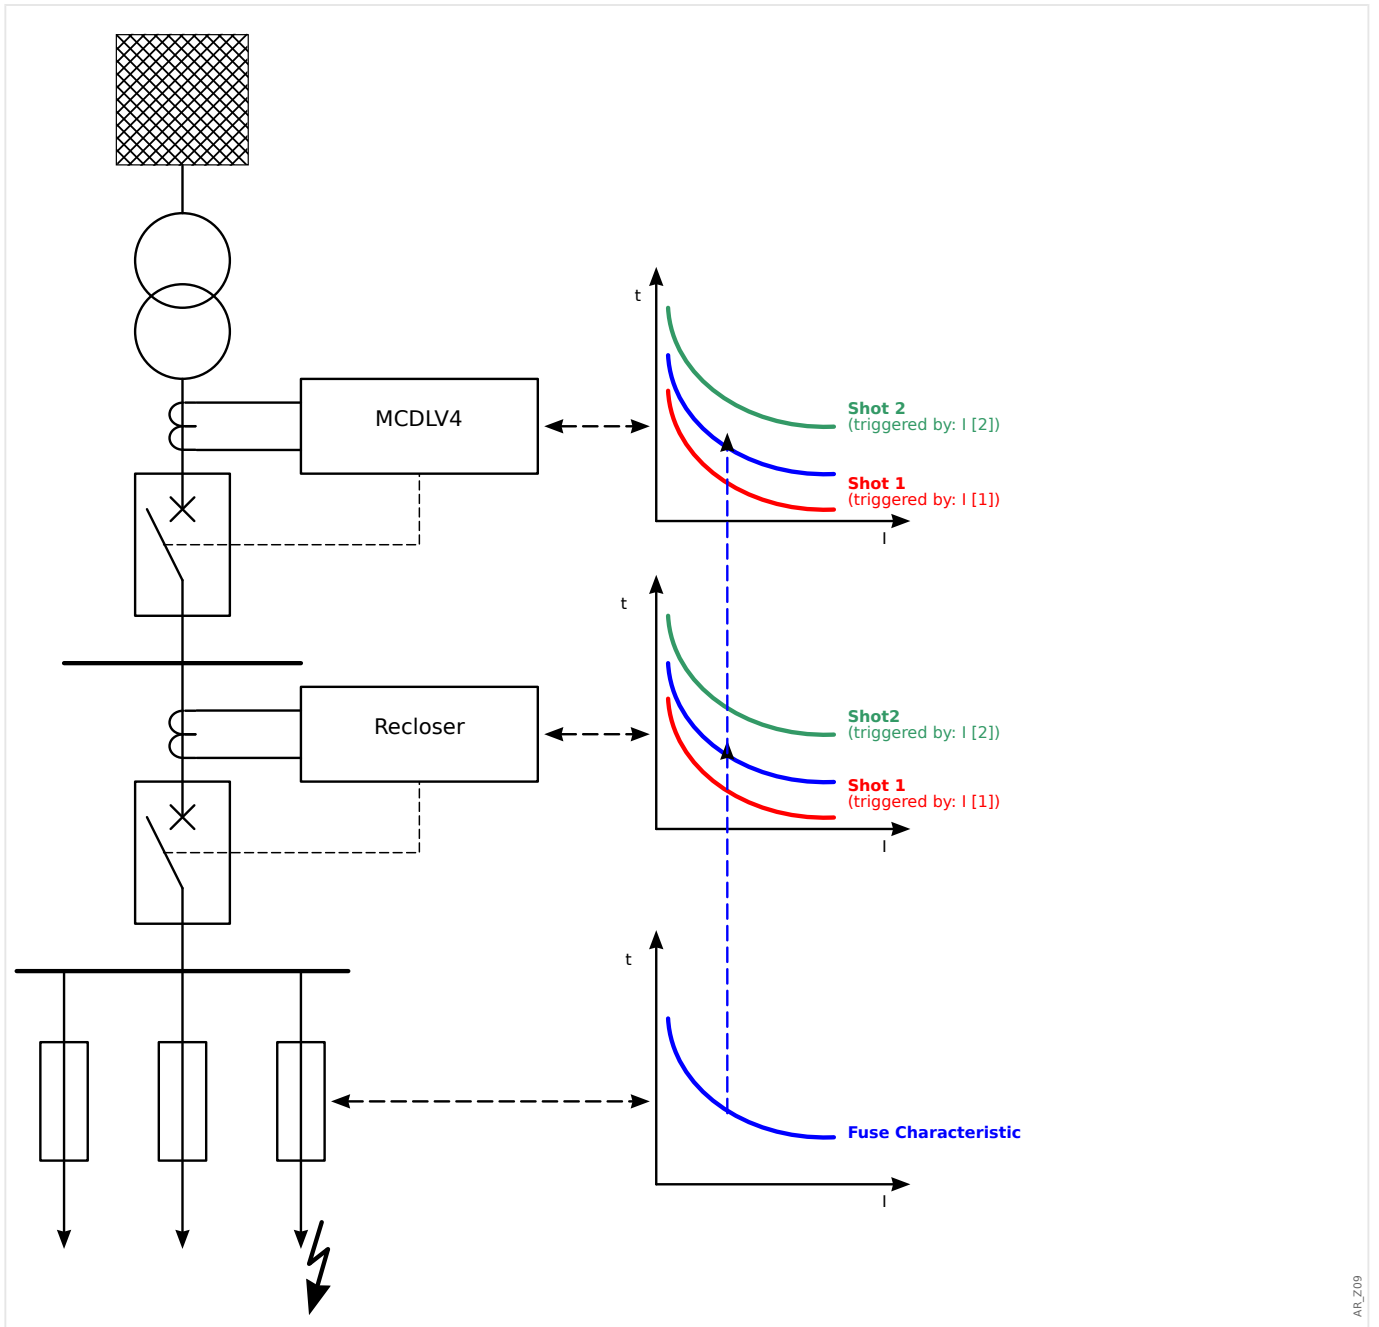 t
MCDLV4
Shot 2
(triggered by: I [2])
Shot 1
(triggered by: I [1])
I
t
Recloser
Shot2
(triggered by: I [2])
Shot 1
(triggered by: I [1])
I
t
Fuse Characteristic
I
AR_Z09